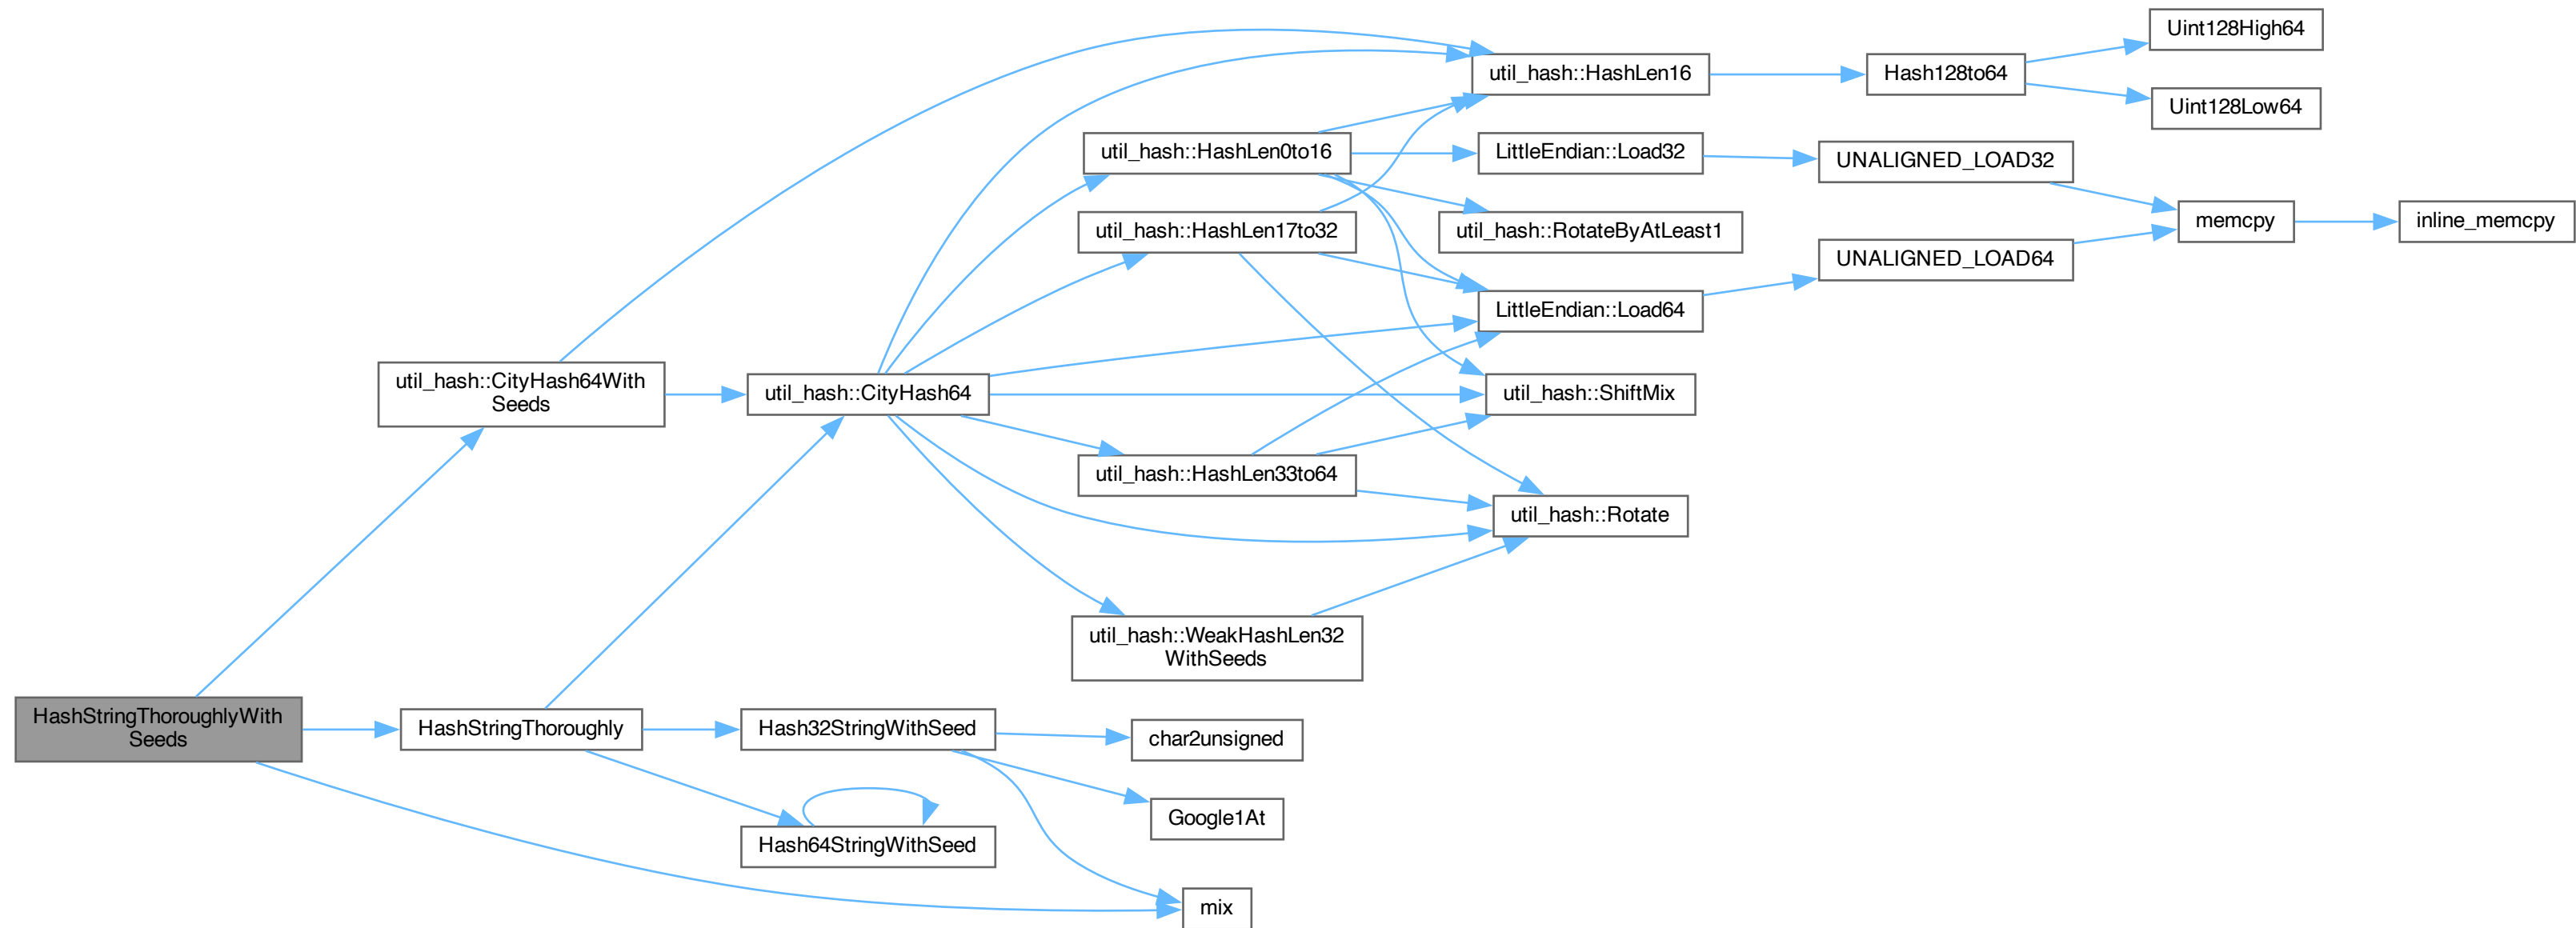 Uint128High64
util_hash::HashLen16
Hash128to64
Uint128Low64
util_hash::HashLen0to16
LittleEndian::Load32
UNALIGNED_LOAD32
util_hash::HashLen17to32
util_hash::RotateByAtLeast1
memcpy
inline_memcpy
UNALIGNED_LOAD64
LittleEndian::Load64
util_hash::CityHash64With
Seeds
util_hash::CityHash64
util_hash::ShiftMix
util_hash::HashLen33to64
util_hash::Rotate
util_hash::WeakHashLen32
WithSeeds
HashStringThoroughlyWith
Seeds
HashStringThoroughly
Hash32StringWithSeed
char2unsigned
Google1At
Hash64StringWithSeed
mix